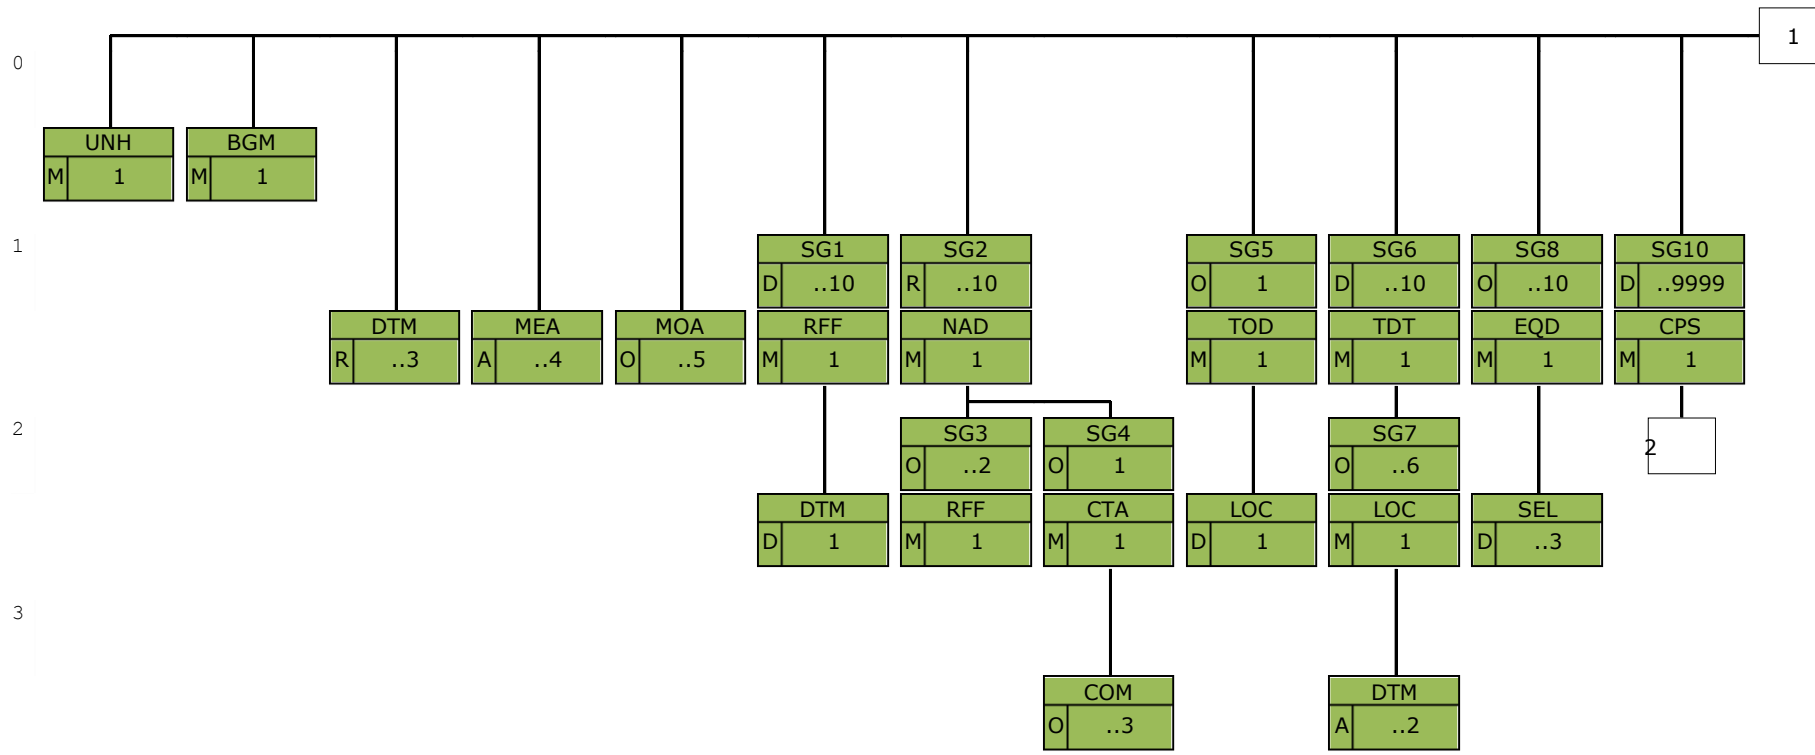 1
0
UNH BGM
M 1 M 1
1
SG1 SG2 SG5 SG6 SG8 SG10
D ..10 R ..10 O 1 D ..10 O ..10 D ..9999
DTM MEA MOA RFF NAD TOD TDT EQD CPS
R ..3 A ..4 O ..5 M 1 M 1 M 1 M 1 M 1 M 1
2
SG3 SG4 SG7 2
O ..2 O 1 O ..6
DTM RFF CTA LOC LOC SEL
D 1 M 1 M 1 D 1 M 1 D ..3
3
COM DTM
O ..3 A ..2